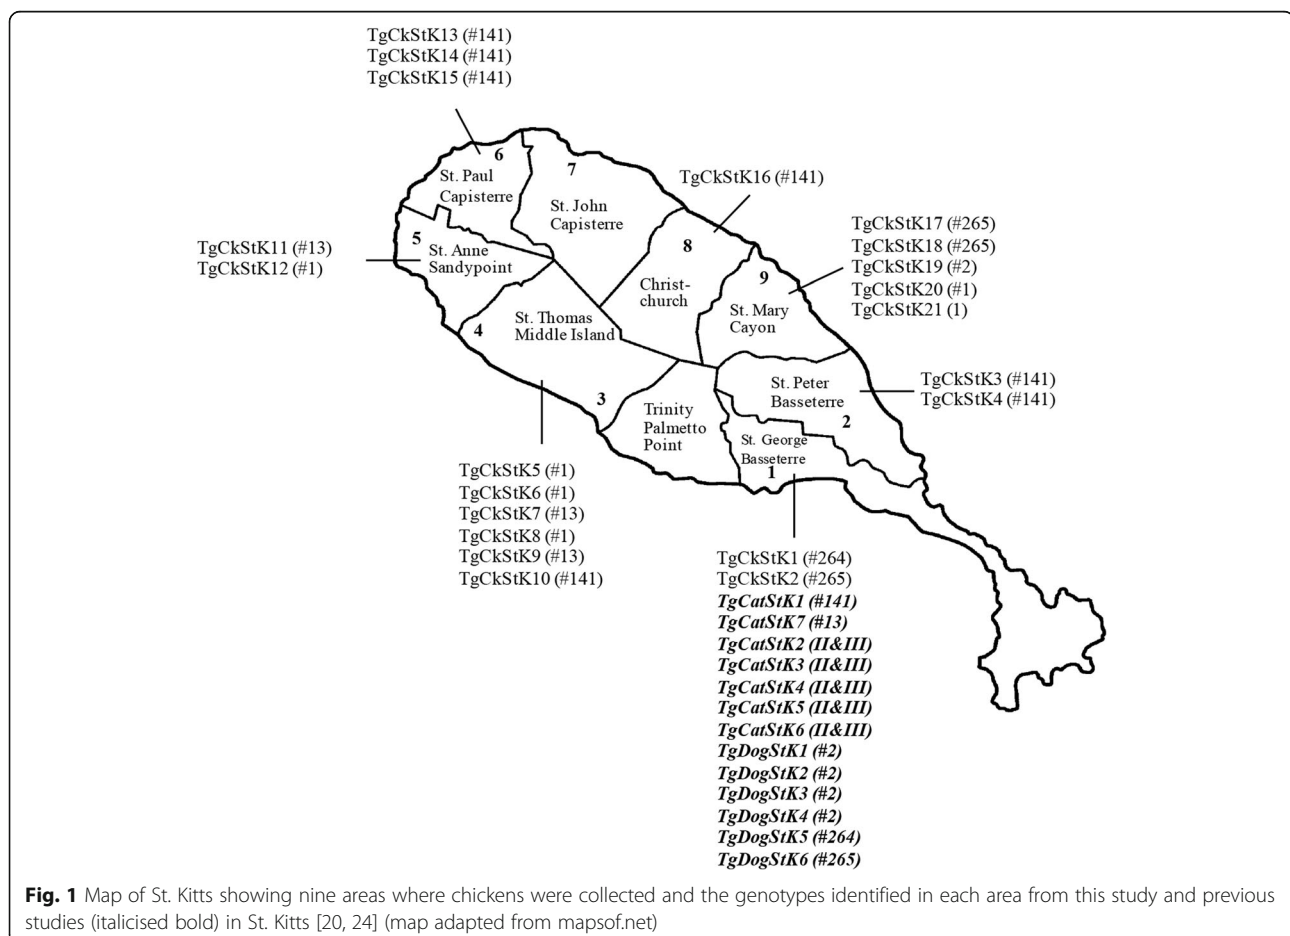 TgCkStK13 (#141)
TgCkStK14 (#141)
TgCkStK15 (#141)
6
St. Paul
Capisterre
7
St. John
Capisterre
TgCkStK16 (#141)
8
Christ-
church
TgCkStK17 (#265)
TgCkStK18 (#265)
TgCkStK19 (#2)
TgCkStK20 (#1)
TgCkStK21 (1)
9
St. Mary
Cayon
TgCkStK11 (#13)
TgCkStK12 (#1)
5
St. Anne
Sandypoint
4
St. Thomas
Middle Island
3
Trinity
Palmetto
Point
St. Peter
Basseterre
2
TgCkStK3 (#141)
TgCkStK4 (#141)
St. George
Basseterre
1
TgCkStK5 (#1)
TgCkStK6 (#1)
TgCkStK7 (#13)
TgCkStK8 (#1)
TgCkStK9 (#13)
TgCkStK10 (#141)
TgCkStK1 (#264)
TgCkStK2 (#265)
TgCatStK1 (#141)
TgCatStK7 (#13)
TgCatStK2 (II&III)
TgCatStK3 (II&III)
TgCatStK4 (II&III)
TgCatStK5 (II&III)
TgCatStK6 (II&III)
TgDogStK1 (#2)
TgDogStK2 (#2)
TgDogStK3 (#2)
TgDogStK4 (#2)
TgDogStK5 (#264)
TgDogStK6 (#265)
Fig. 1 Map of St. Kitts showing nine areas where chickens were collected and the genotypes identified in each area from this study and previous
studies (italicised bold) in St. Kitts [20, 24] (map adapted from mapsof.net)